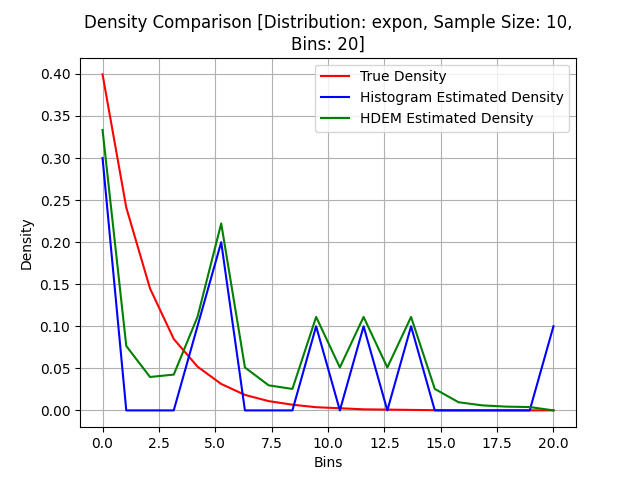 Density Comparison [Distribution: expon, Sample Size: 10,
Bins: 20]
True Density
Histogram Estimated Density
HDEM Estimated Density
Density
0.40
0.35
0.30
0.25
0.20
0.15
0.10
0.05
0.00
0.0 2.5 5.0 7.5 10.0 12.5 15.0 17.5 20.0
Bins